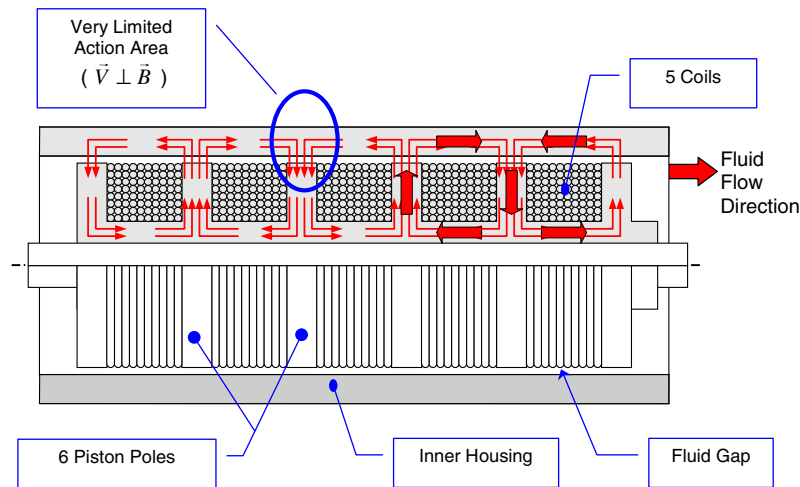 Very Limited
Action Area
( V⃗ ⊥ B⃗ )
5 Coils
Fluid
Flow
Direction
6 Piston Poles
Inner Housing
Fluid Gap